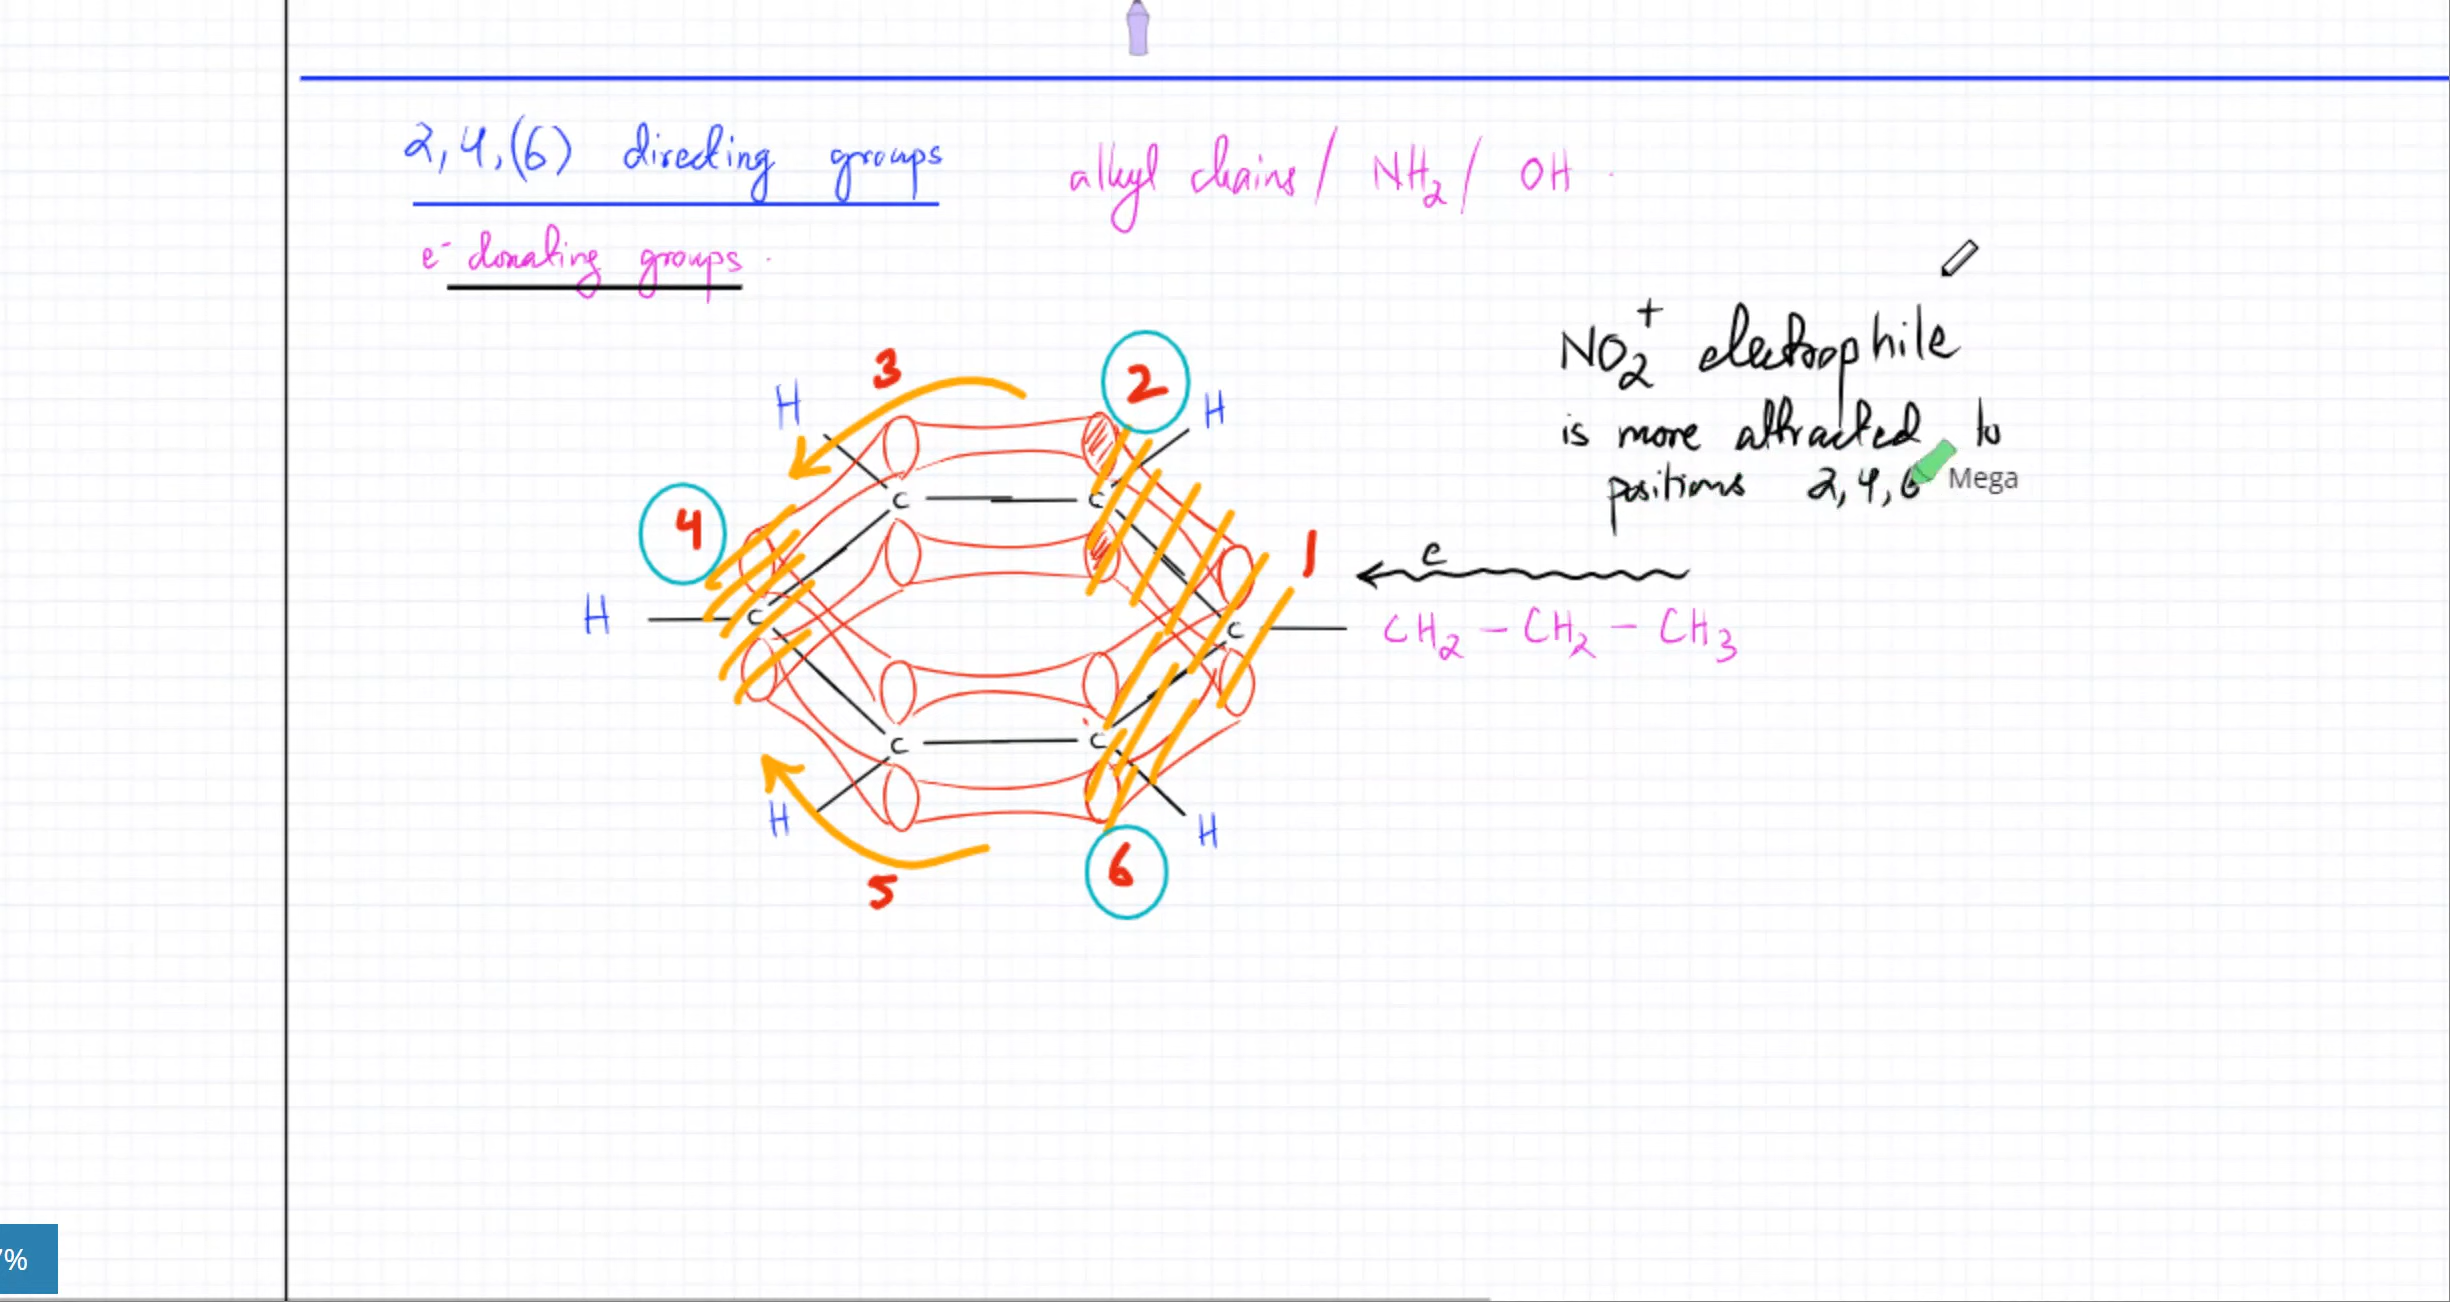 2,4,(6) directing groups
alkyl chains / NH2 / OH
e- donating groups
NO2+ electrophile
is more attracted to
positions 2,4,6
Mega
3
2
H
H
4
C
C
1
e
H
C
C
CH2 - CH2 - CH3
C
C
H
H
5
6
7%